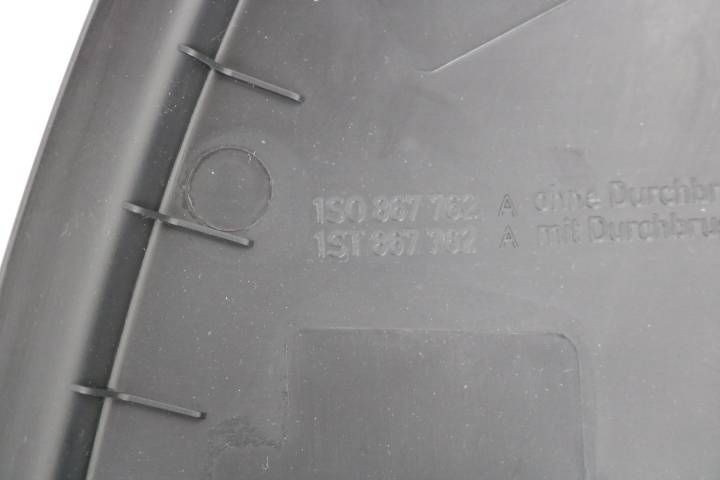 1S0 867 762 A ohne Durchbr
1ST 867 762 A mit Durchbru